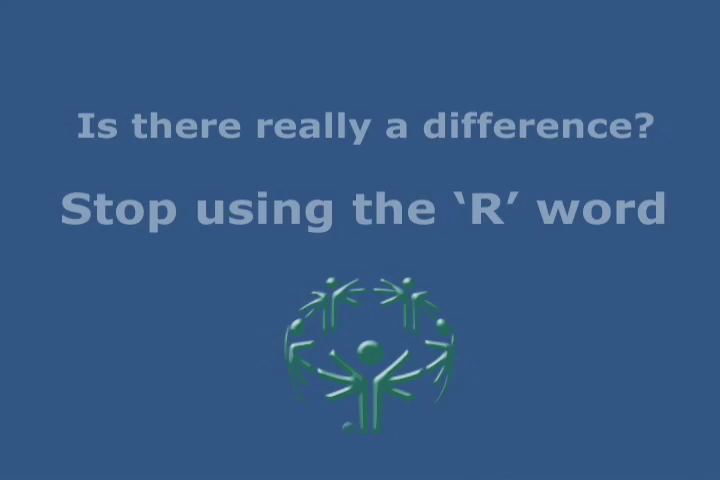 Is there really a difference?
Stop using the ‘R’ word